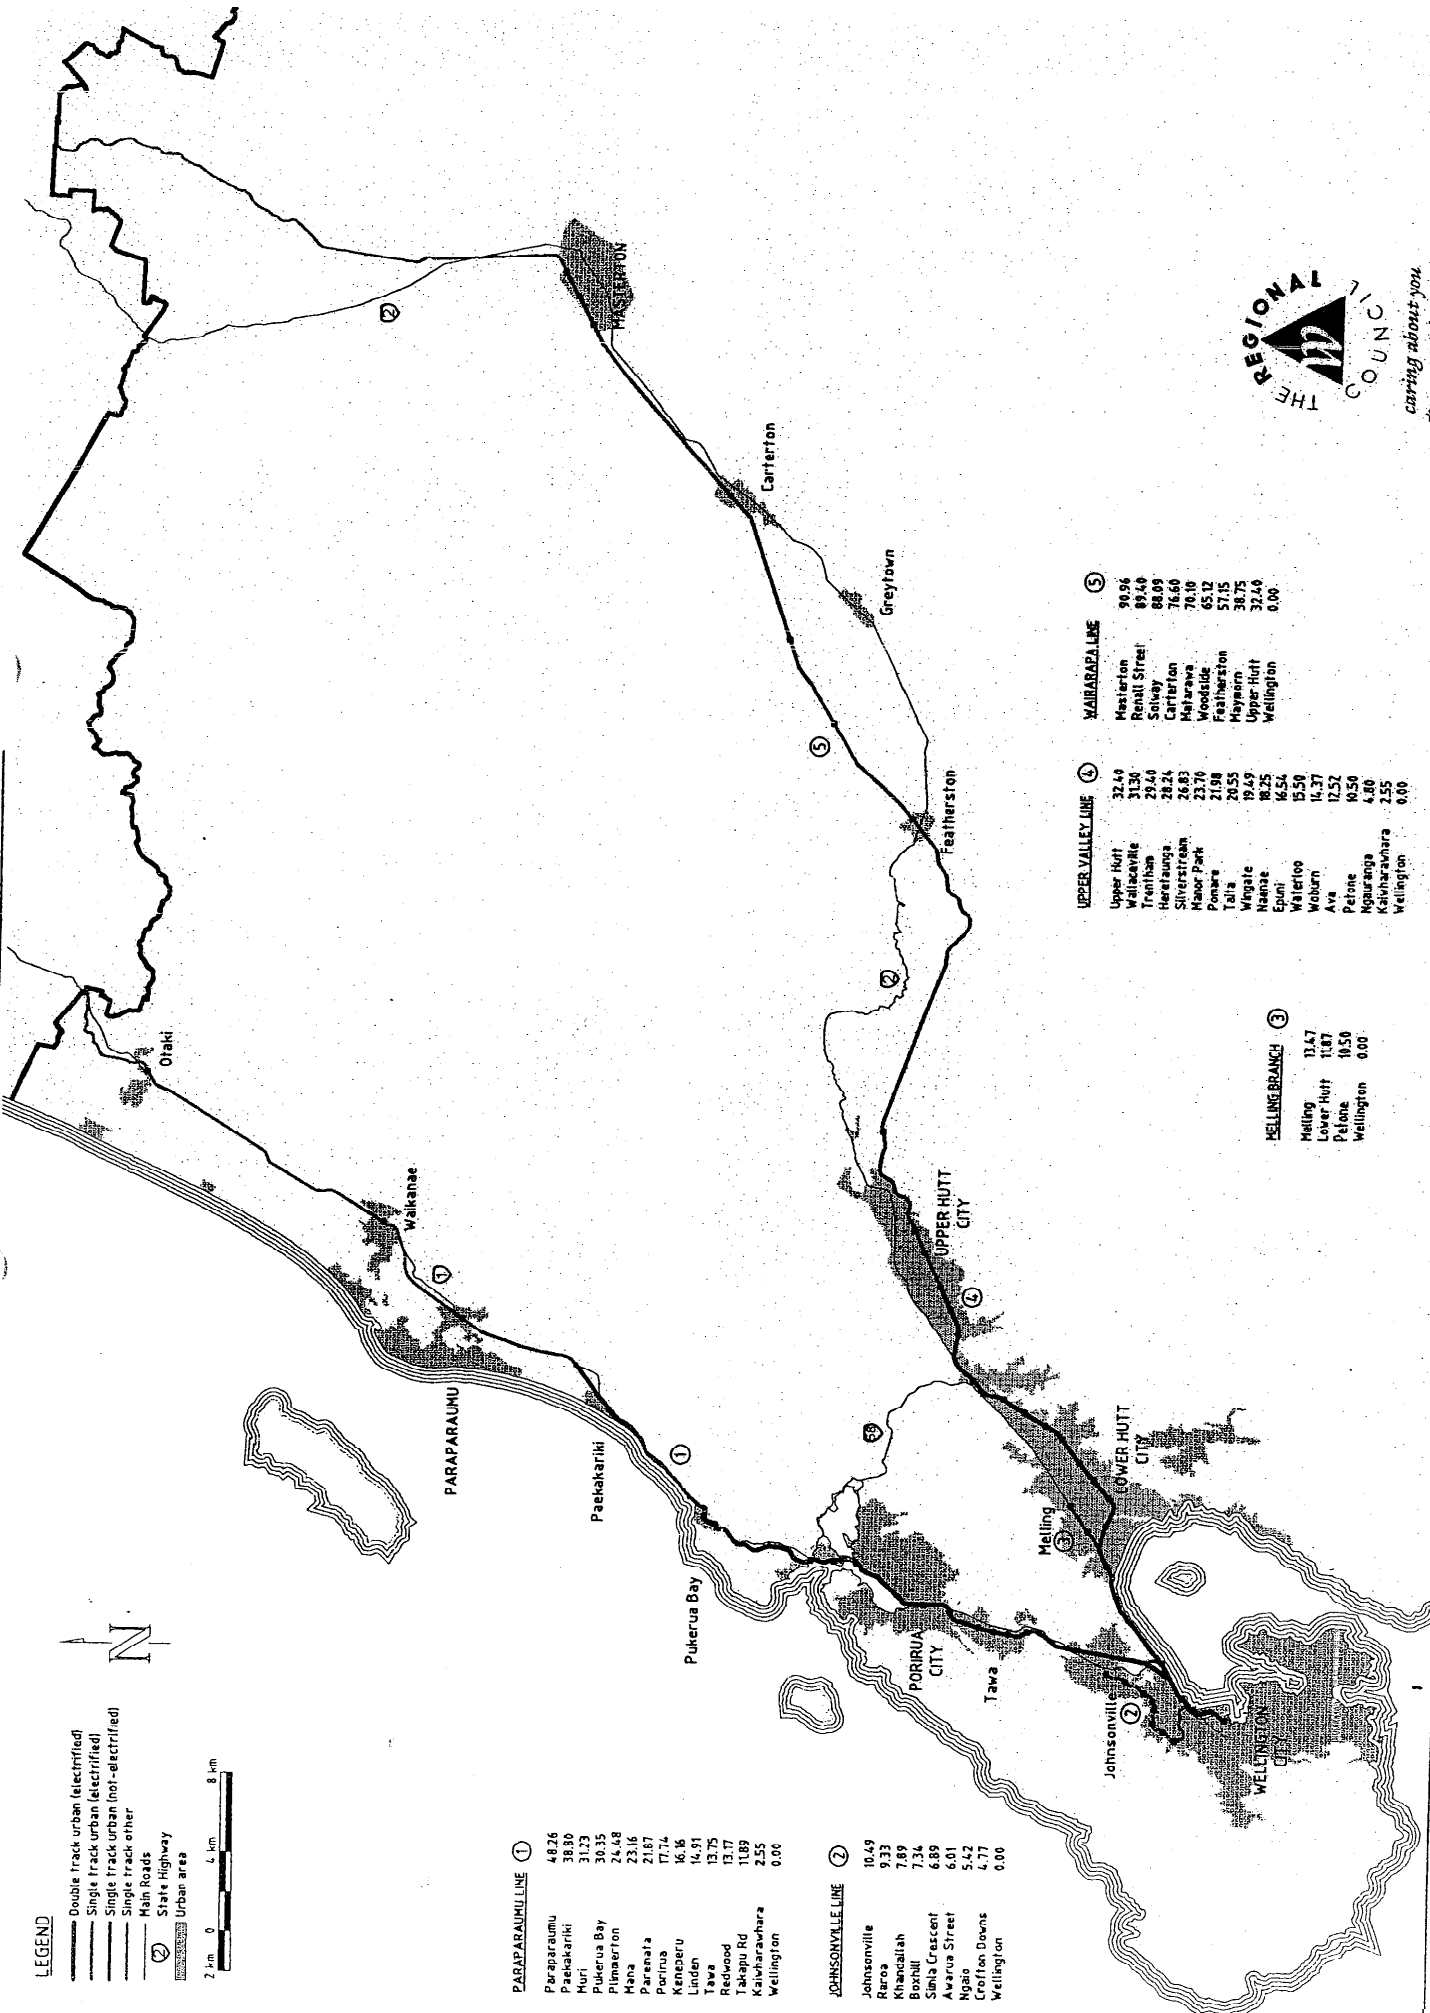 LEGEND
Double track urban (electrified)
Single track urban (electrified)
Single track urban (not-electrified)
Single track other
Main Roads
2 State Highway
Urban area
2 km 0 4 km 8 km
N
PARAPARAUMU LINE 1
Paraparaumu 48.26
Paekakariki 38.80
Muri 31.23
Pukerua Bay 30.35
Plimmerton 24.48
Mana 23.16
Paremata 21.87
Porirua 17.74
Keneperu 16.16
Linden 14.91
Tawa 13.75
Redwood 13.17
Takapu Rd 11.89
Kaiwharawhara 2.55
Wellington 0.00
JOHNSONVILLE LINE 2
Johnsonville 10.49
Raroa 9.33
Khandallah 7.89
Boxhill 7.34
Simla Crescent 6.89
Awarua Street 6.01
Ngaio 5.42
Crofton Downs 4.77
Wellington 0.00
MELLING BRANCH 3
Melling 13.47
Lower Hutt 11.87
Petone 10.50
Wellington 0.00
UPPER VALLEY LINE 4
Upper Hutt 32.40
Wallaceville 31.30
Trentham 29.40
Heretaunga 28.24
Silverstream 26.83
Manor Park 23.70
Pomare 21.98
Taita 20.55
Wingate 19.49
Naenae 18.25
Epuni 16.54
Waterloo 15.50
Woburn 14.37
Ava 12.52
Petone 10.50
Ngauranga 4.80
Kaiwharawhara 2.55
Wellington 0.00
WAIRARAPA LINE 5
Masterton 90.96
Renall Street 89.40
Solway 88.09
Carterton 76.60
Matarawa 70.10
Woodside 65.12
Featherston 57.15
Maymorn 38.75
Upper Hutt 32.40
Wellington 0.00
Otaki
Waikanae
1
PARAPARAUMU
Paekakariki
1
Pukerua Bay
58
PORIRUA
CITY
Tawa
Johnsonville
2
WELLINGTON
CITY
Melling
3
LOWER HUTT
CITY
4
UPPER HUTT
CITY
2
Featherston
5
Greytown
Carterton
MASTERTON
2
THE REGIONAL
COUNCIL
caring about you